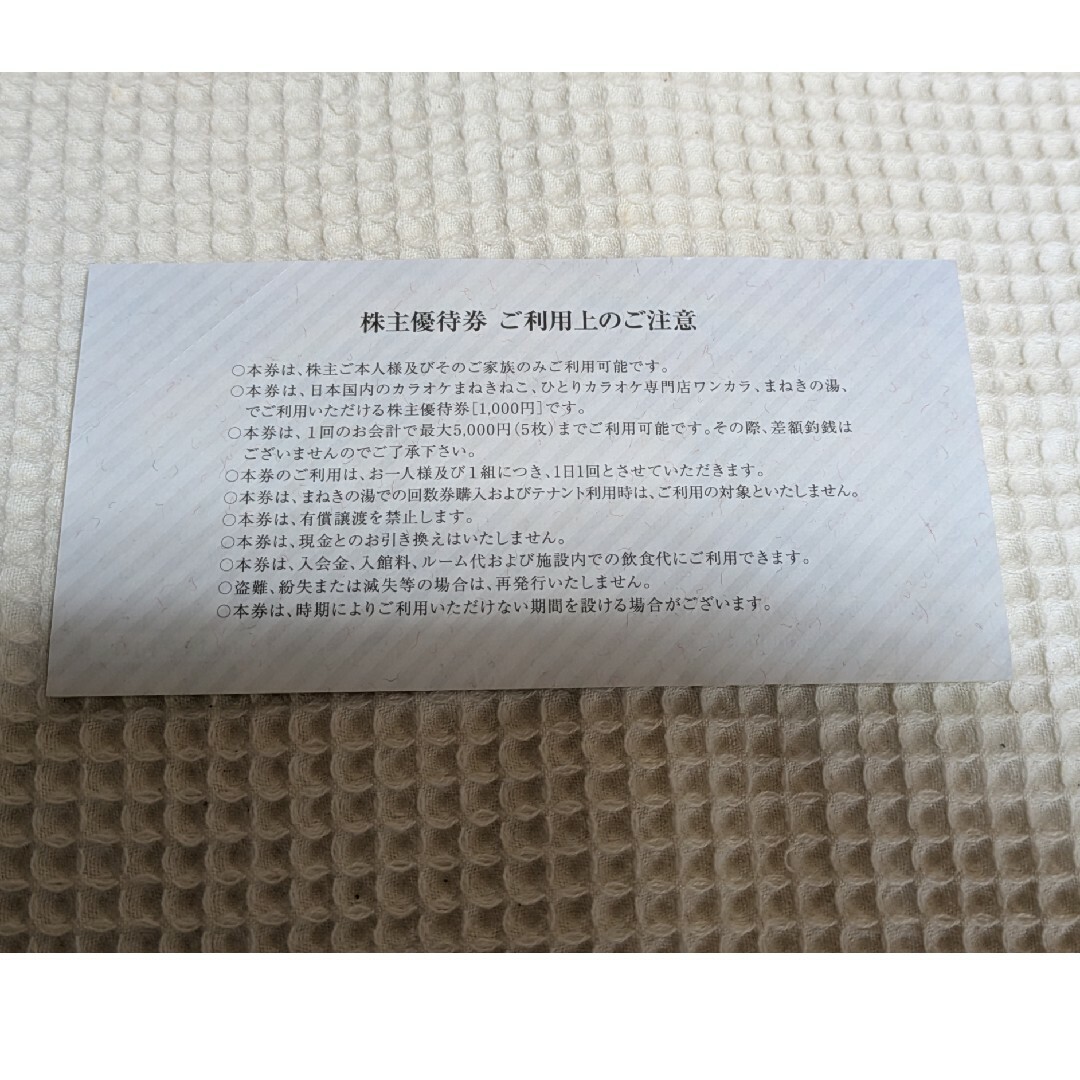 株主優待券 ご利用上のご注意
○本券は、株主ご本人様及びそのご家族のみご利用可能です。
○本券は、日本国内のカラオケまねきねこ、ひとりカラオケ専門店ワンカラ、まねきの湯、
でご利用いただける株主優待券[1,000円]です。
○本券は、1回のお会計で最大5,000円(5枚)までご利用可能です。その際、差額釣銭は
ございませんのでご了承下さい。
○本券のご利用は、お一人様及び1組につき、1日1回とさせていただきます。
○本券は、まねきの湯での回数券購入およびテナント利用時は、ご利用の対象といたしません。
○本券は、有償譲渡を禁止します。
○本券は、現金とのお引き換えはいたしません。
○本券は、入会金、入館料、ルーム代および施設内での飲食代にご利用できます。
○盗難、紛失または滅失等の場合は、再発行いたしません。
○本券は、時期によりご利用いただけない期間を設ける場合がございます。